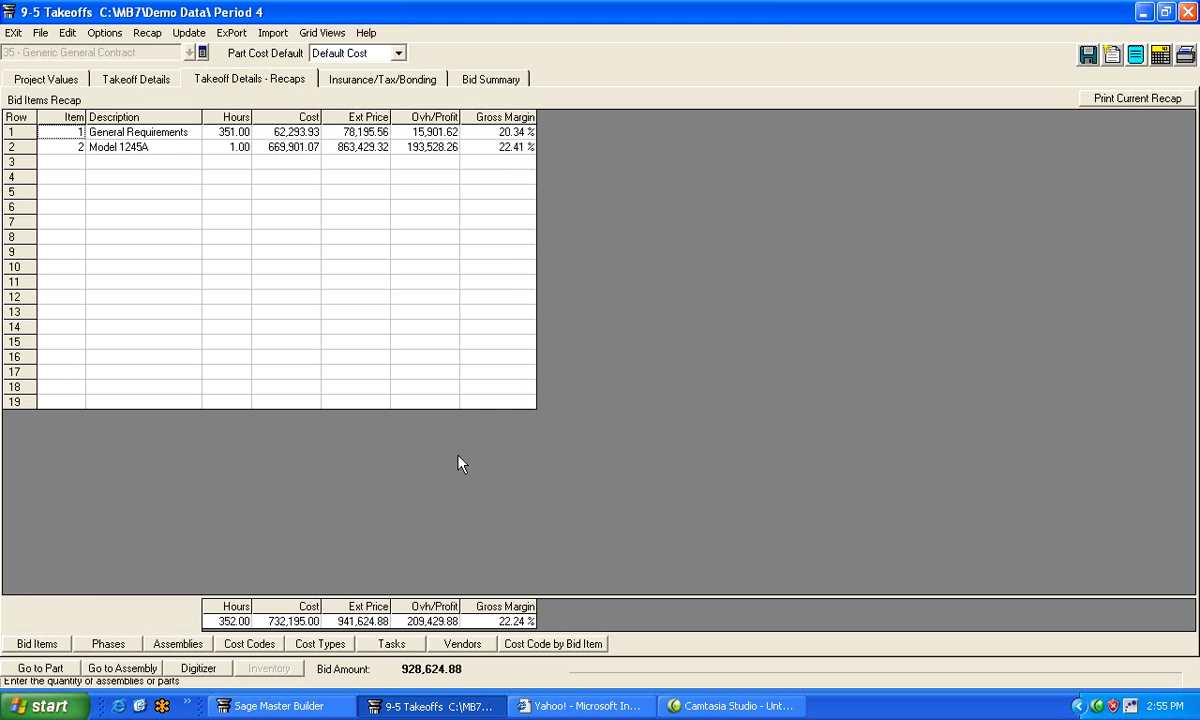 9-5 Takeoffs C:\MB7\Demo Data\ Period 4
EXit File Edit Options Recap Update ExPort Import Grid Views Help
35 - Generic General Contract Part Cost Default Default Cost
Project Values Takeoff Details Takeoff Details - Recaps Insurance/Tax/Bonding Bid Summary
Bid Items Recap Print Current Recap
Row Item Description Hours Cost Ext Price Ovh/Profit Gross Margin
1 1 General Requirements 351.00 62,293.93 78,195.56 15,901.62 20.34 %
2 2 Model 1245A 1.00 669,901.07 863,429.32 193,528.26 22.41 %
3
4
5
6
7
8
9
10
11
12
13
14
15
16
17
18
19
Hours Cost Ext Price Ovh/Profit Gross Margin
352.00 732,195.00 941,624.88 209,429.88 22.24 %
Bid Items Phases Assemblies Cost Codes Cost Types Tasks Vendors Cost Code by Bid Item
Go to Part Go to Assembly Digitizer Inventory Bid Amount: 928,624.88
Enter the quantity of assemblies or parts
start Sage Master Builder 9-5 Takeoffs C:\MB7... Yahoo! - Microsoft In... Camtasia Studio - Unt... 2:55 PM